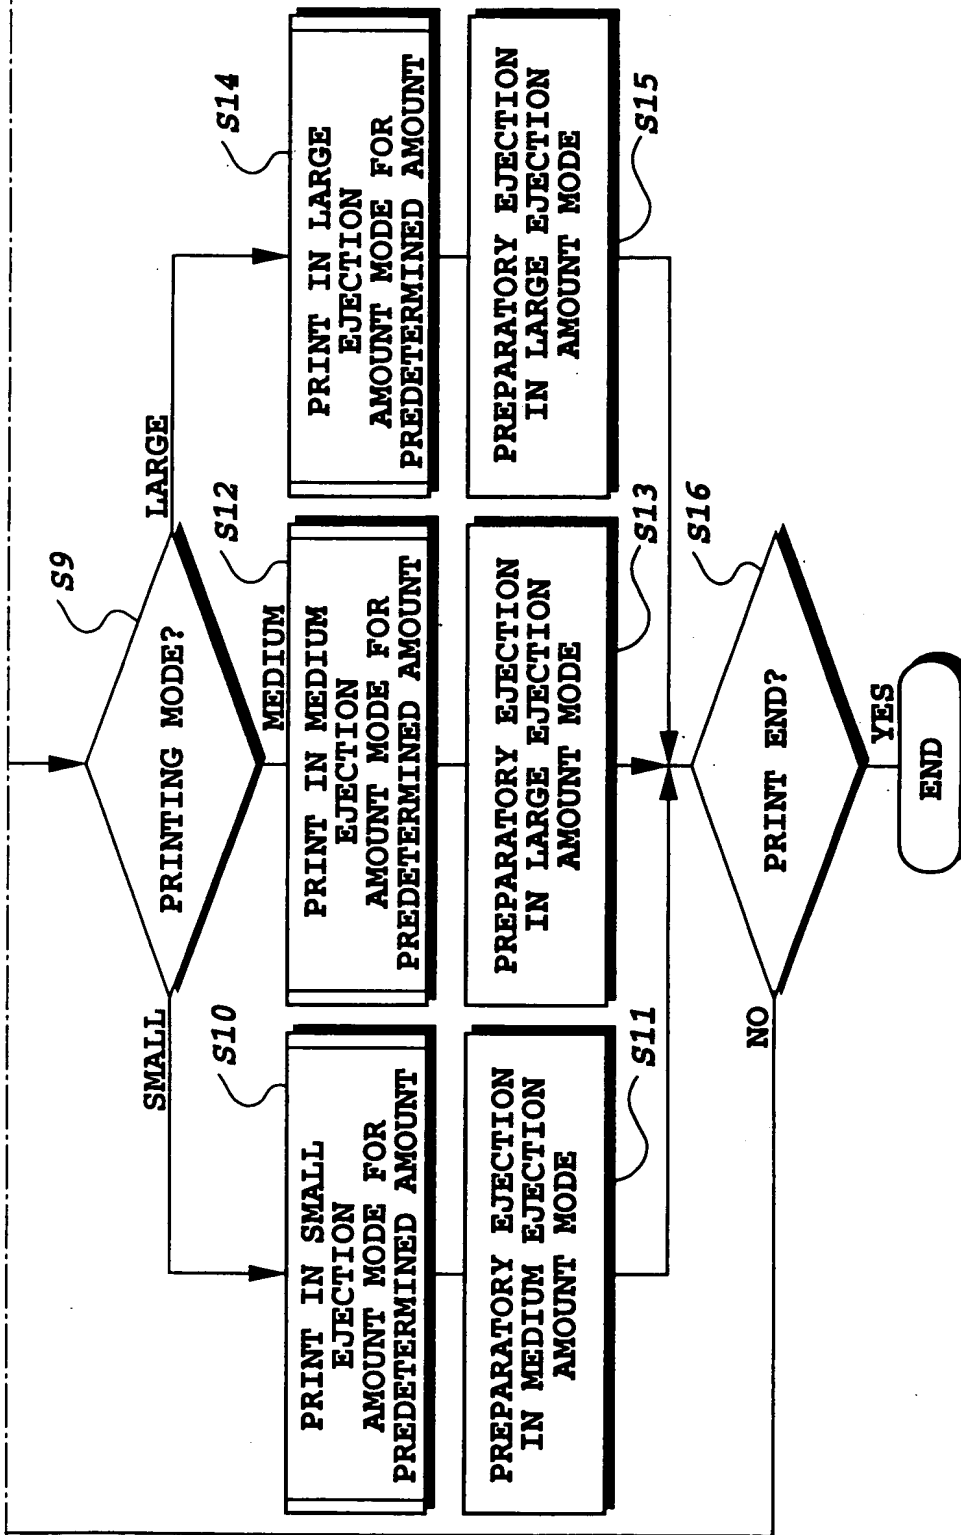 S9
PRINTING MODE?
SMALL
MEDIUM
LARGE
S10
PRINT IN SMALL
EJECTION
AMOUNT MODE FOR
PREDETERMINED AMOUNT
S12
PRINT IN MEDIUM
EJECTION
AMOUNT MODE FOR
PREDETERMINED AMOUNT
S14
PRINT IN LARGE
EJECTION
AMOUNT MODE FOR
PREDETERMINED AMOUNT
PREPARATORY EJECTION
IN MEDIUM EJECTION
AMOUNT MODE
S11
PREPARATORY EJECTION
IN LARGE EJECTION
AMOUNT MODE
S13
PREPARATORY EJECTION
IN LARGE EJECTION
AMOUNT MODE
S15
S16
PRINT END?
NO
YES
END